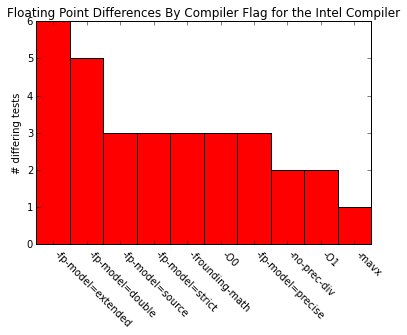 Floating Point Differences By Compiler Flag for the Intel Compiler
# differing tests
6
5
4
3
2
1
0
-fp-model=extended
-fp-model=double
-fp-model=source
-fp-model=strict
-frounding-math
-O0
-fp-model=precise
-no-prec-div
-O1
-mavx